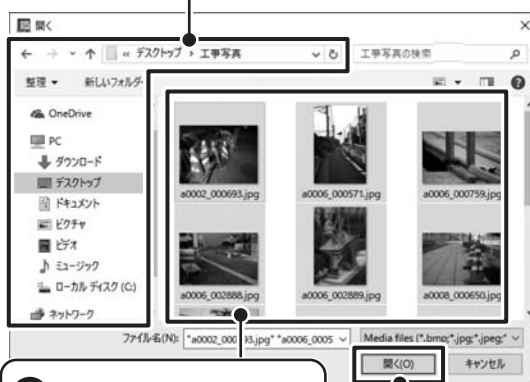 開く
デスクトップ › 工事写真
工事写真の検索
整理
新しいフォルダー
OneDrive
PC
ダウンロード
デスクトップ
ドキュメント
ピクチャ
ビデオ
ミュージック
ローカル ディスク (C:)
ネットワーク
a0002_000693.jpg
a0006_000571.jpg
a0006_000759.jpg
a0006_002888.jpg
a0006_002889.jpg
a0008_000650.jpg
ファイル名(N):
"a0002_000693.jpg" "a0006_0005
Media files (*.bmp;*.jpg;*.jpeg;*
開く(O)
キャンセル